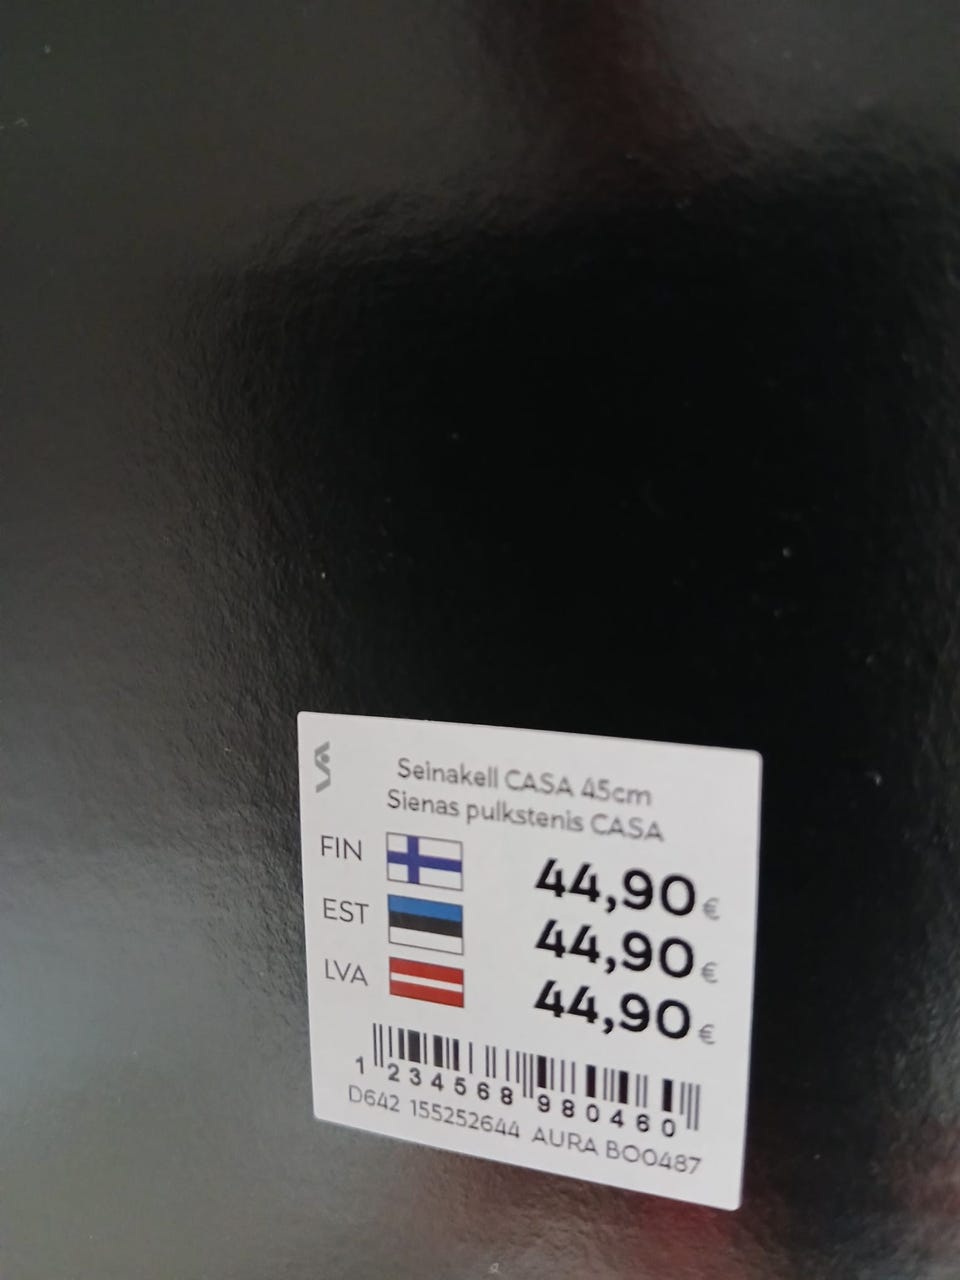 Seinakell CASA 45cm
Sienas pulkstenis CASA
FIN 44,90 €
EST 44,90 €
LVA 44,90 €
1 234568 980460
D642 155252644 AURA BO0487